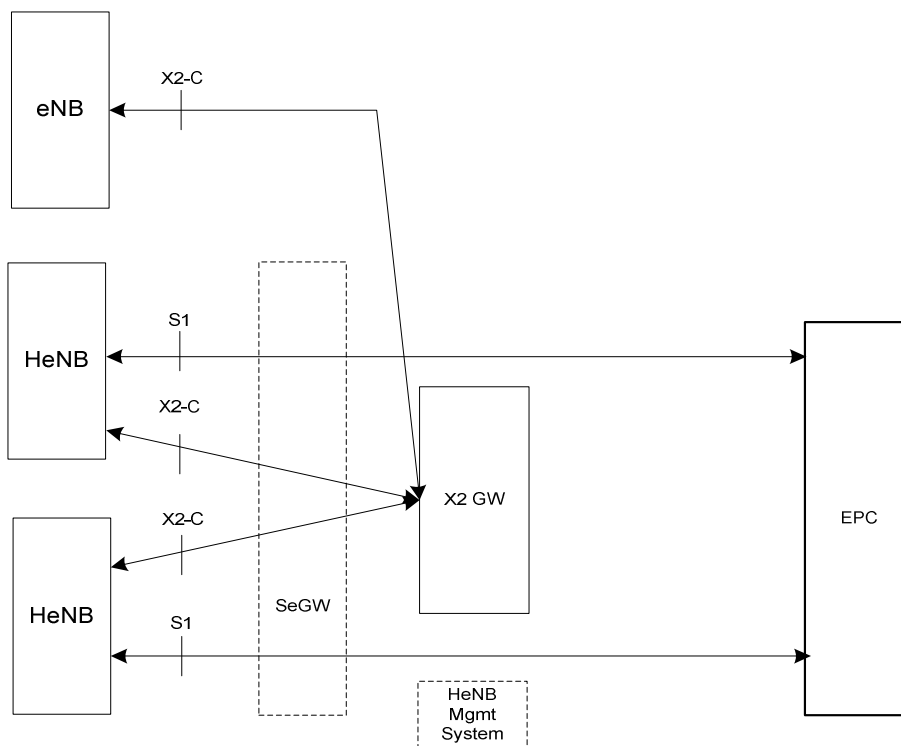 X2-C
eNB
S1
HeNB
X2-C
X2 GW
EPC
X2-C
SeGW
HeNB
S1
HeNB
Mgmt
System